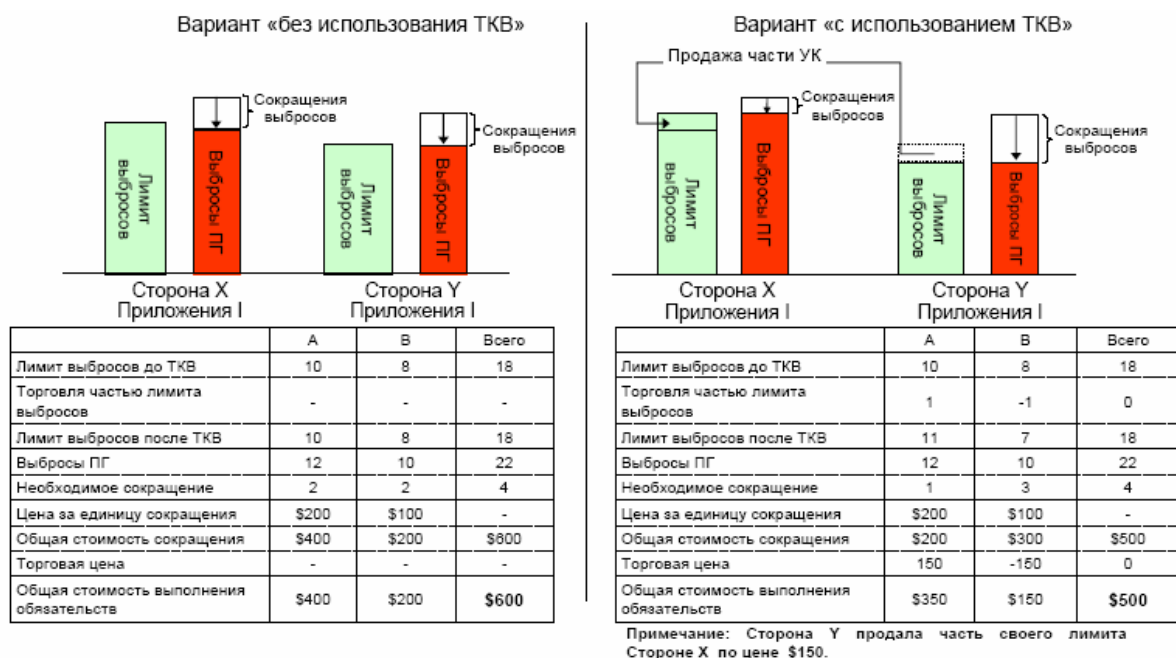 Вариант «без использования ТКВ»
Сокращения
выбросов
Сокращения
выбросов
Лимит
выбросов
Выбросы ПГ
Лимит
выбросов
Выбросы ПГ
Сторона X
Приложения I
Сторона Y
Приложения I
A B Всего
Лимит выбросов до ТКВ 10 8 18
Торговля частью лимита
выбросов - - -
Лимит выбросов после ТКВ 10 8 18
Выбросы ПГ 12 10 22
Необходимое сокращение 2 2 4
Цена за единицу сокращения $200 $100 -
Общая стоимость сокращения $400 $200 $600
Торговая цена - - -
Общая стоимость выполнения
обязательств $400 $200 $600
Вариант «с использованием ТКВ»
Продажа части УК
Сокращения
выбросов
Сокращения
выбросов
Лимит
выбросов
Выбросы ПГ
Лимит
выбросов
Выбросы ПГ
Сторона X
Приложения I
Сторона Y
Приложения I
A B Всего
Лимит выбросов до ТКВ 10 8 18
Торговля частью лимита
выбросов 1 -1 0
Лимит выбросов после ТКВ 11 7 18
Выбросы ПГ 12 10 22
Необходимое сокращение 1 3 4
Цена за единицу сокращения $200 $100 -
Общая стоимость сокращения $200 $300 $500
Торговая цена 150 -150 0
Общая стоимость выполнения
обязательств $350 $150 $500
Примечание: Сторона Y продала часть своего лимита
Стороне X по цене $150.